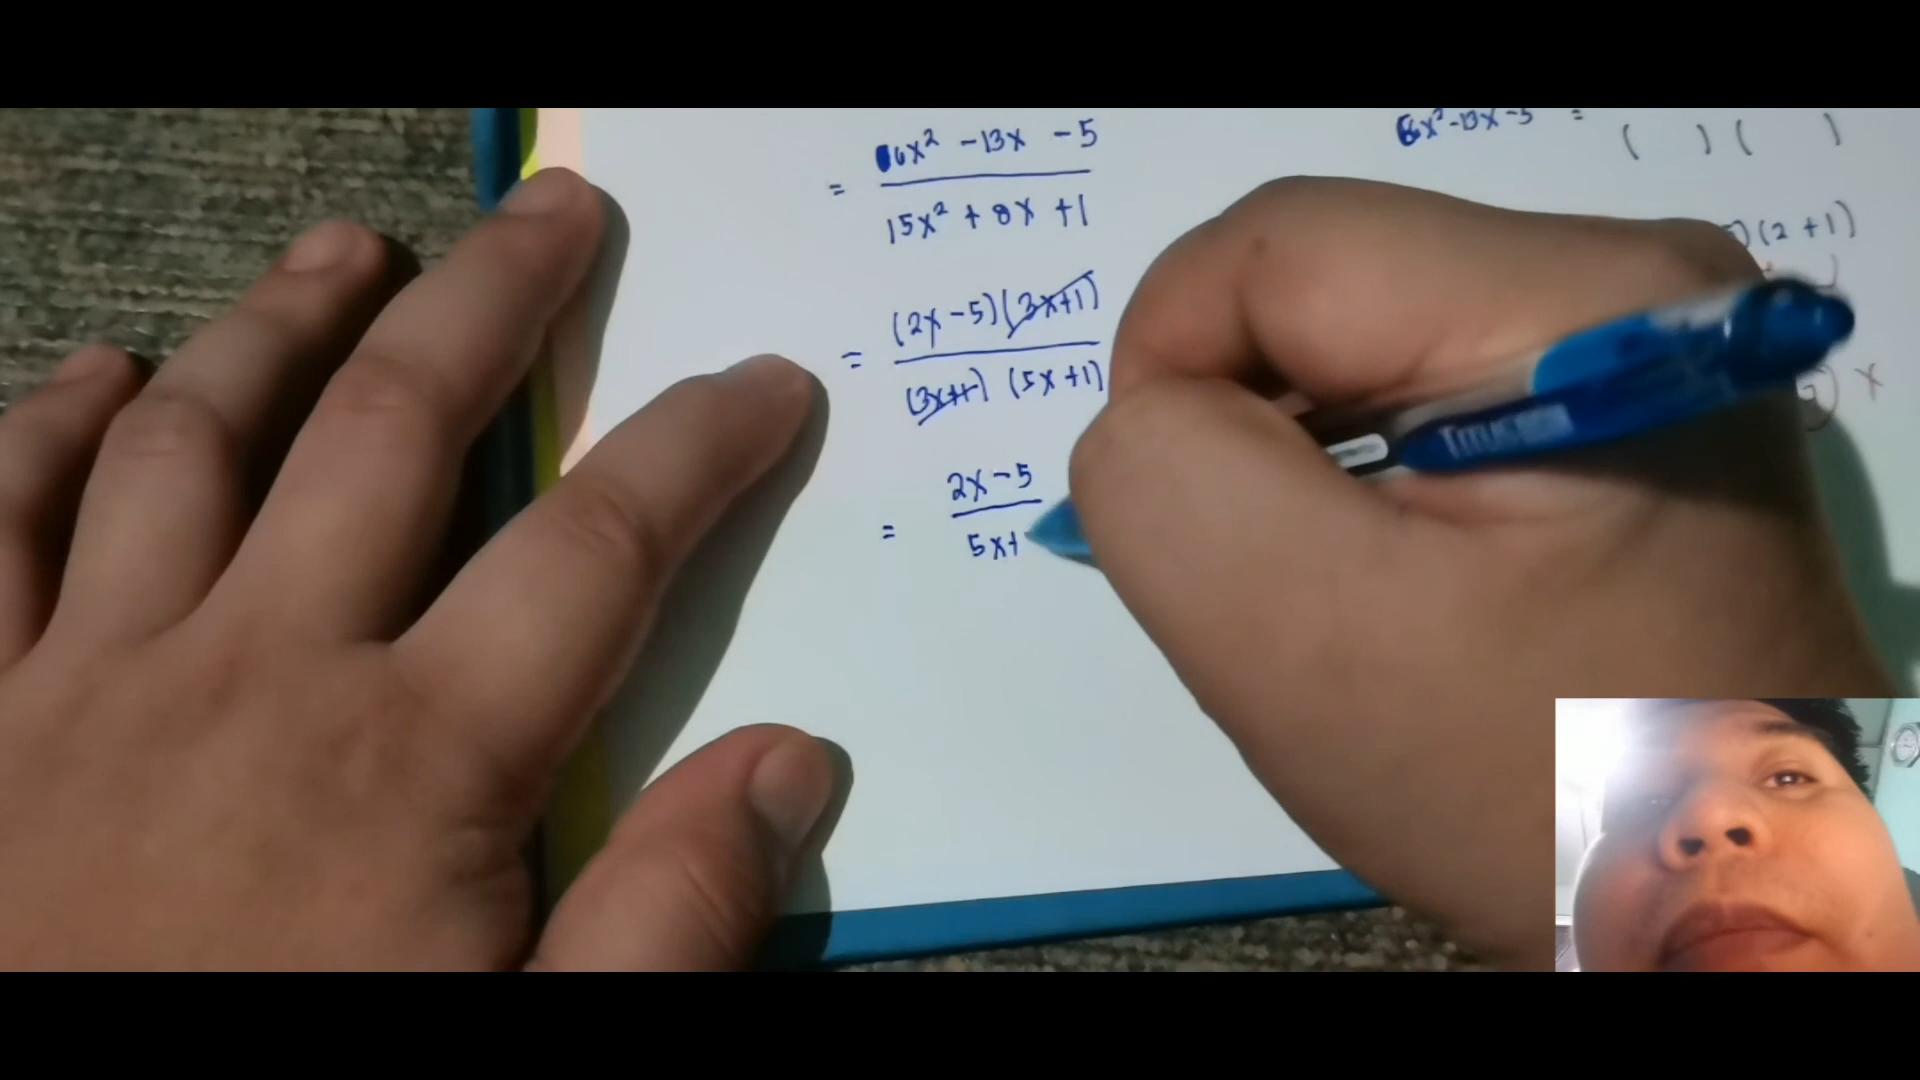 = 6x² - 13x - 5
15x² + 8x + 1
= (2x - 5)(3x+1)
(3x+1) (5x+1)
= 2x - 5
5x+
6x² - 13x - 5 = ( ) ( )
)(2 + 1)
x